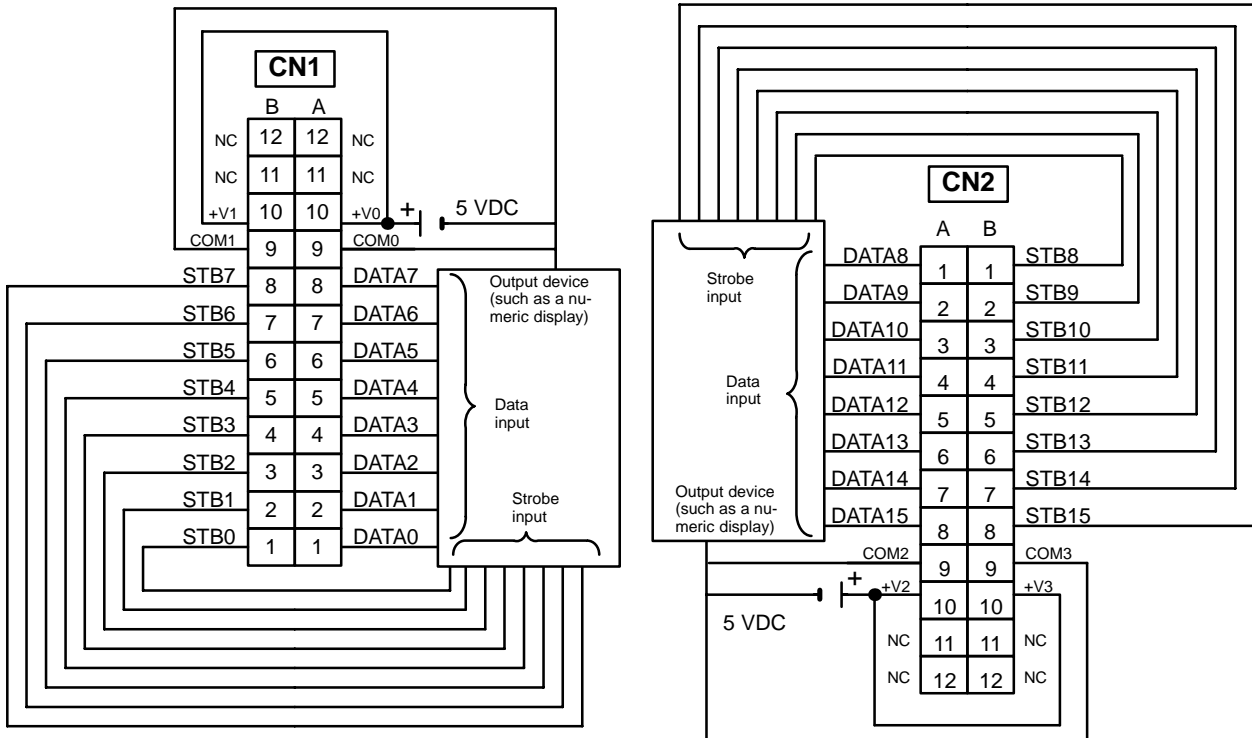 CN1
B A
NC 12 12 NC
NC 11 11 NC
+V1 10 10 +V0 + 5 VDC
COM1 9 9 COM0
STB7 8 8 DATA7
STB6 7 7 DATA6
STB5 6 6 DATA5
STB4 5 5 DATA4
STB3 4 4 DATA3
STB2 3 3 DATA2
STB1 2 2 DATA1
STB0 1 1 DATA0
Output device
(such as a nu-
meric display)
Data
input
Strobe
input
CN2
A B
DATA8 1 1 STB8
DATA9 2 2 STB9
DATA10 3 3 STB10
DATA11 4 4 STB11
DATA12 5 5 STB12
DATA13 6 6 STB13
DATA14 7 7 STB14
DATA15 8 8 STB15
COM2 9 9 COM3
+ +V2 10 10 +V3
5 VDC
NC 11 11 NC
NC 12 12 NC
Strobe
input
Data
input
Output device
(such as a nu-
meric display)